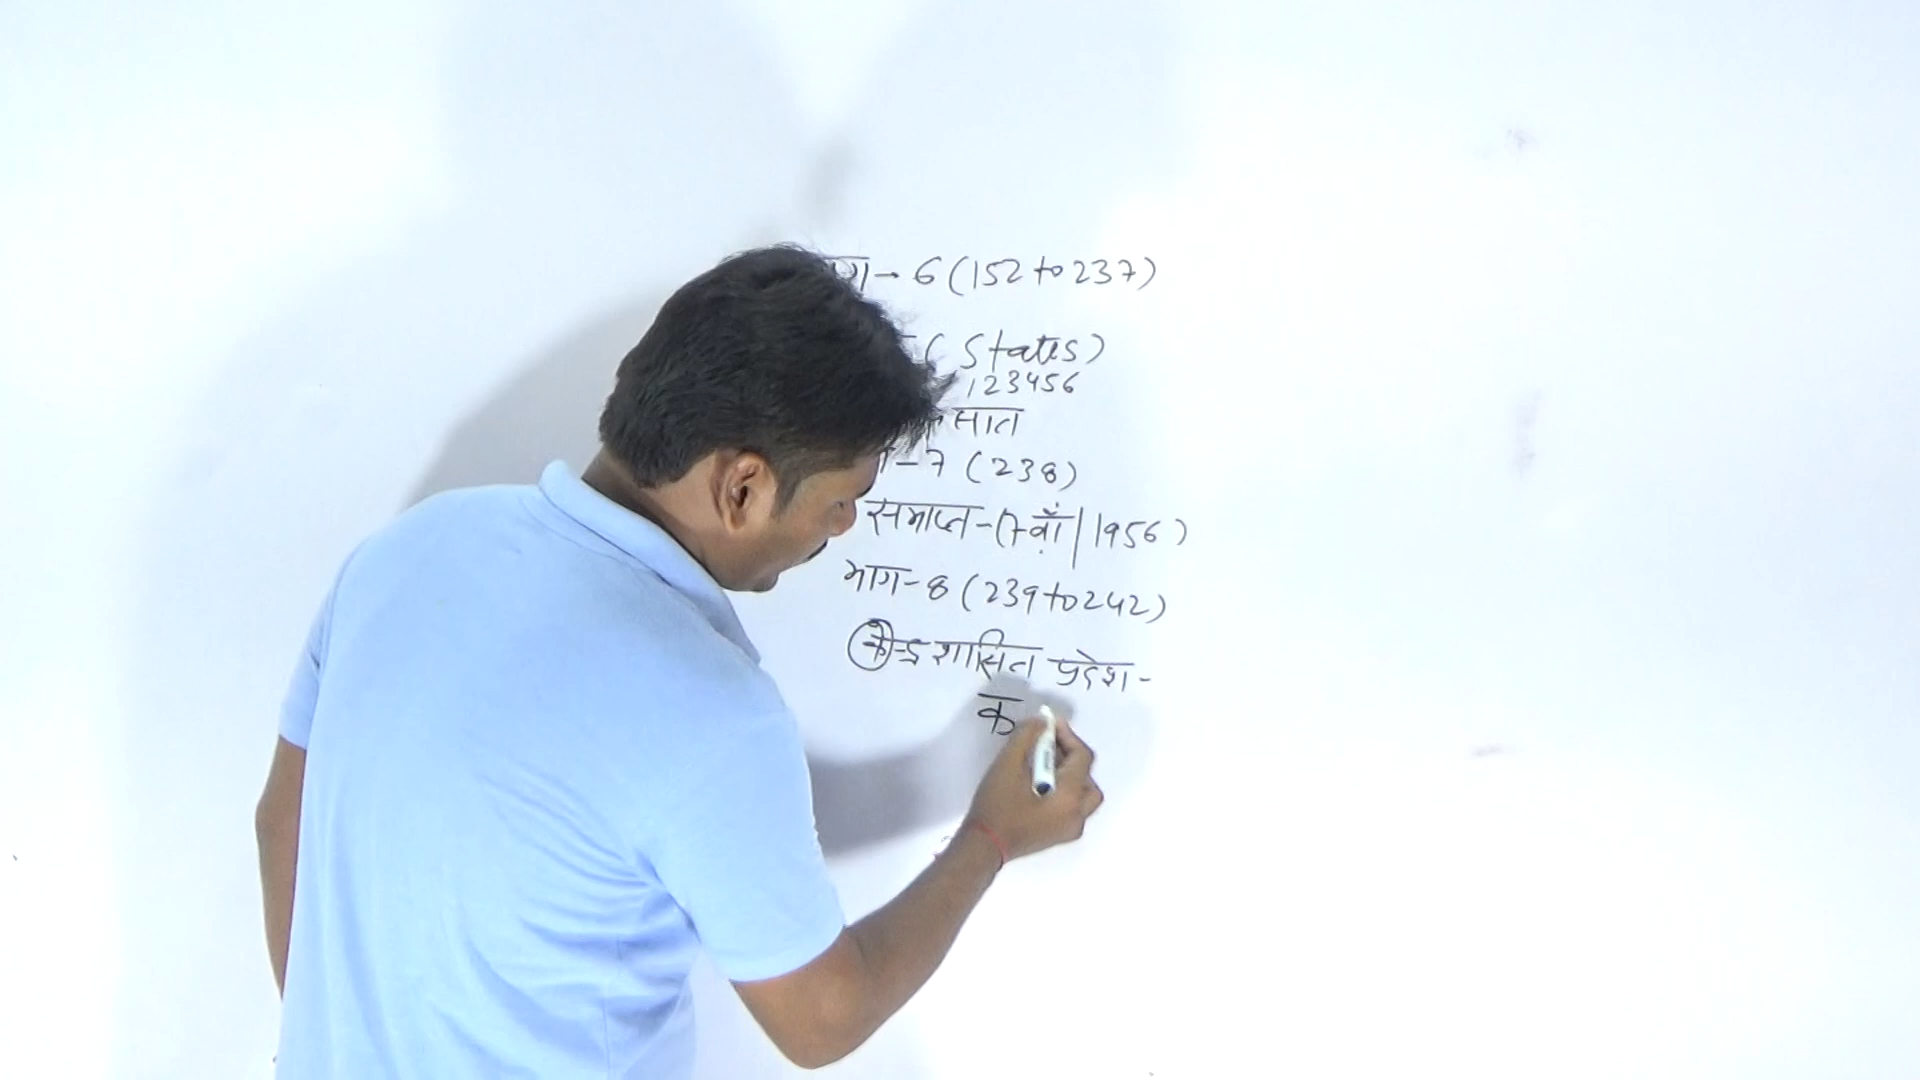 - 6 (152 to 237)
( States)
123456
सात
- 7 (238)
समाप्त - (7वाँ | 1956)
भाग - 8 (239 to 242)
केन्द्र शासित प्रदेश -
क